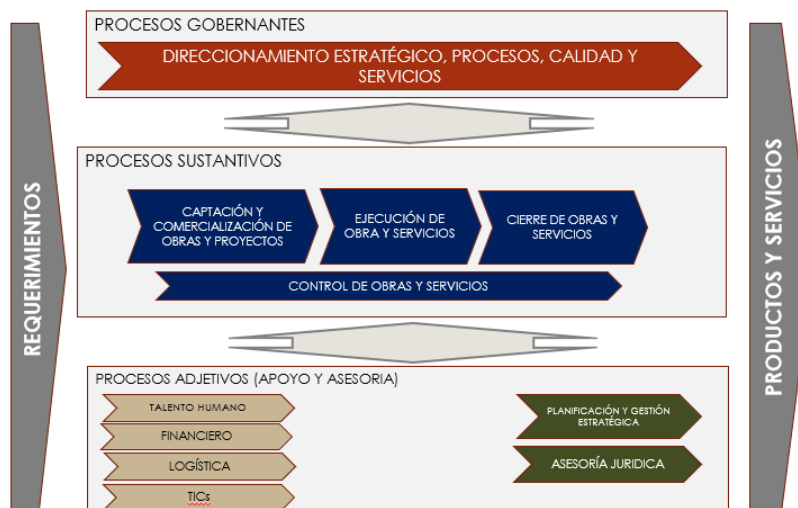 PROCESOS GOBERNANTES
DIRECCIONAMIENTO ESTRATÉGICO, PROCESOS, CALIDAD Y
SERVICIOS
REQUERIMIENTOS
PROCESOS SUSTANTIVOS
CAPTACIÓN Y
COMERCIALIZACIÓN DE
OBRAS Y PROYECTOS
EJECUCIÓN DE
OBRA Y SERVICIOS
CIERRE DE OBRAS Y
SERVICIOS
CONTROL DE OBRAS Y SERVICIOS
PRODUCTOS Y SERVICIOS
PROCESOS ADJETIVOS (APOYO Y ASESORIA)
TALENTO HUMANO
FINANCIERO
LOGÍSTICA
TICs
PLANIFICACIÓN Y GESTIÓN
ESTRATÉGICA
ASESORÍA JURIDICA